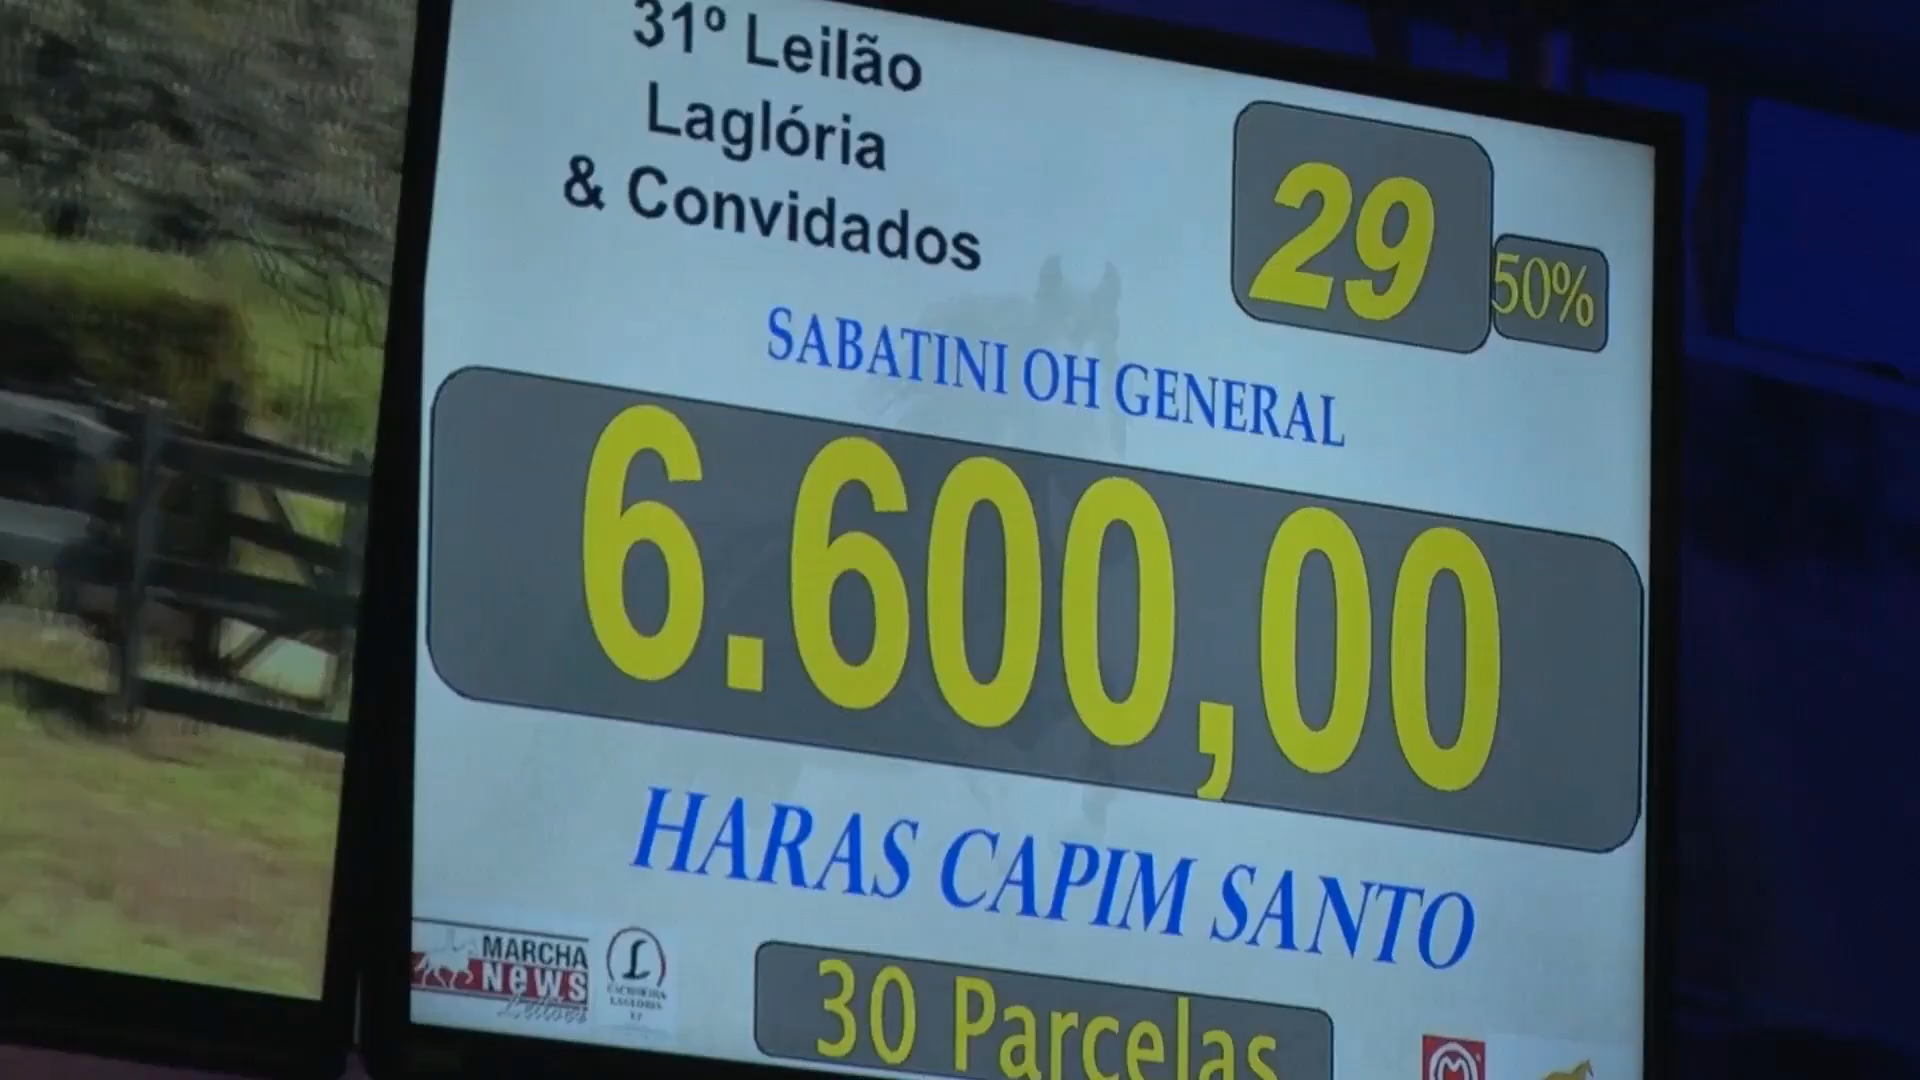 31º Leilão
Laglória
& Convidados
29
50%
SABATINI OH GENERAL
6.600,00
HARAS CAPIM SANTO
MARCHA
News
Leilões
L
30 Parcelas